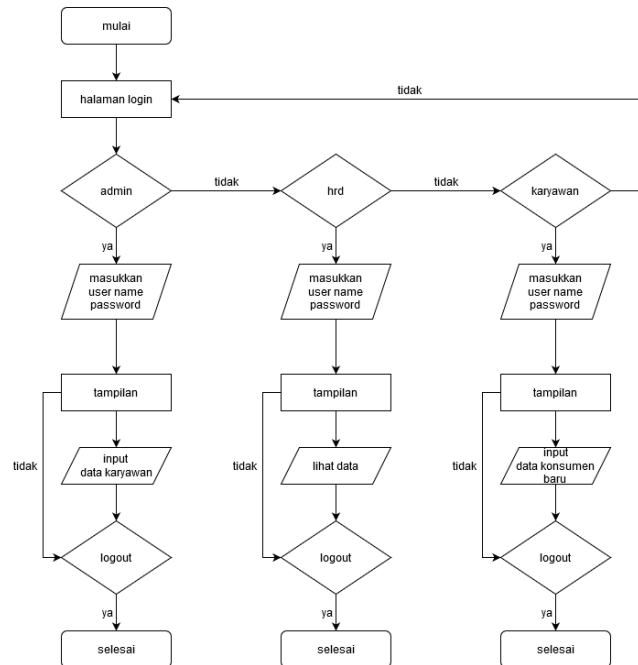 mulai
halaman login
tidak
admin
tidak
hrd
tidak
karyawan
ya
ya
ya
masukkan
user name
password
masukkan
user name
password
masukkan
user name
password
tampilan
tampilan
tampilan
tidak
input
data karyawan
tidak
lihat data
tidak
input
data konsumen
baru
logout
logout
logout
ya
ya
ya
selesai
selesai
selesai